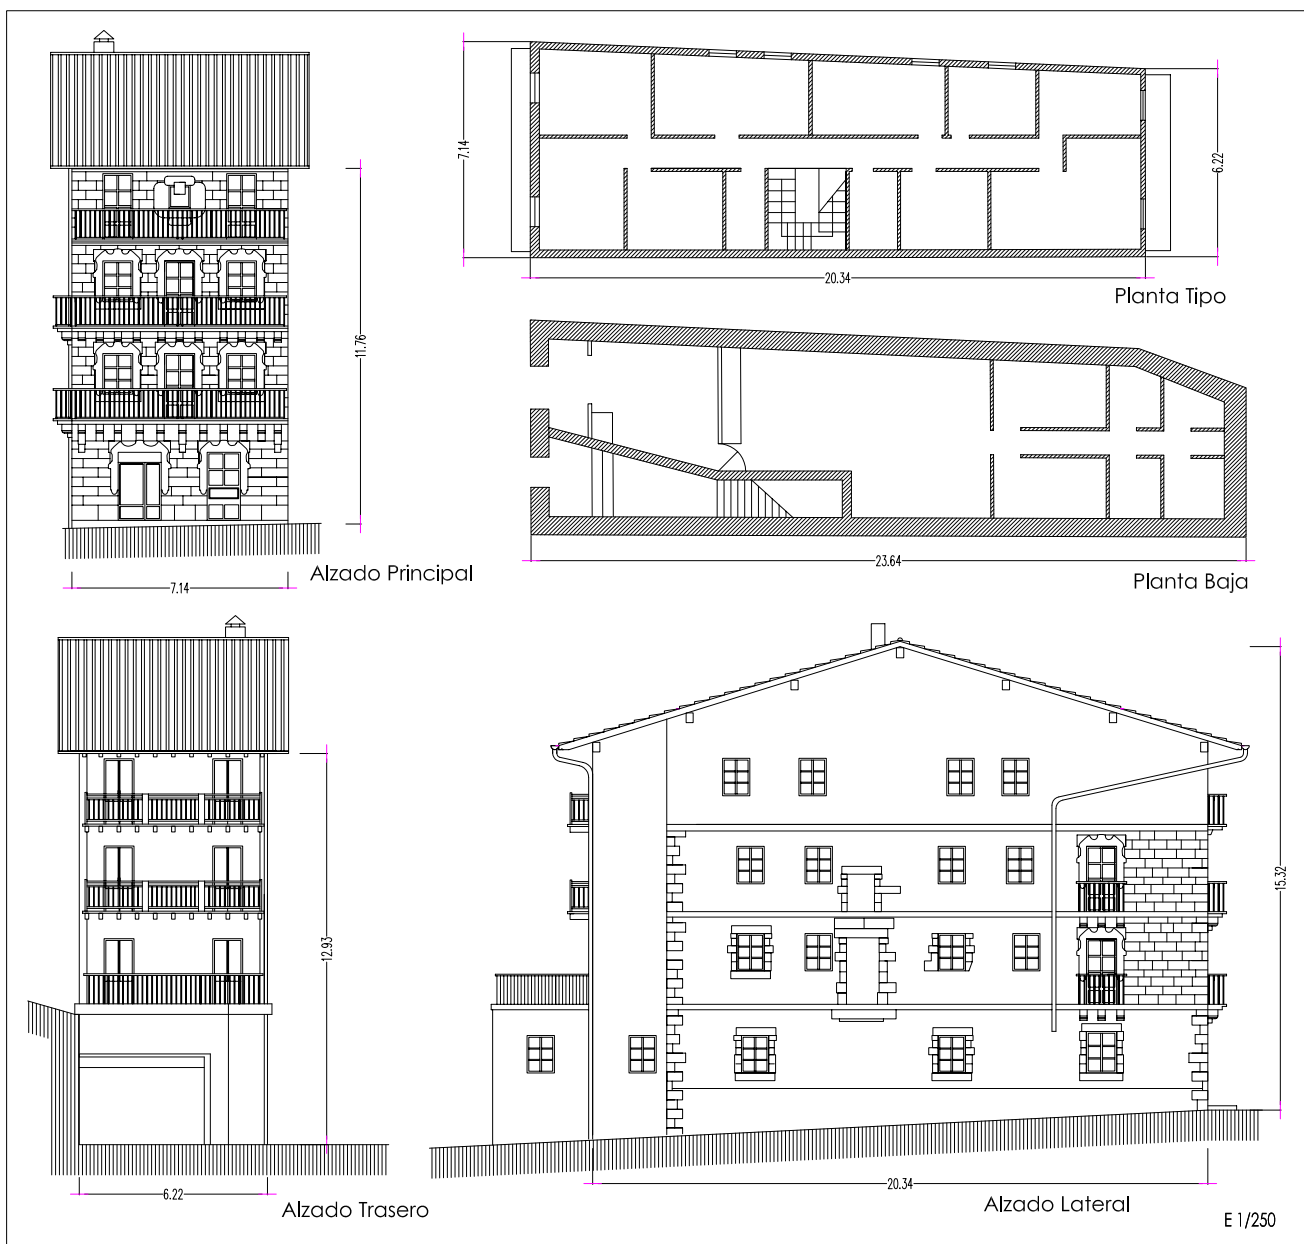 7.14
6.22
20.34
Planta Tipo
11.76
23.64
Planta Baja
7.14
Alzado Principal
12.93
15.32
6.22
Alzado Trasero
20.34
Alzado Lateral
E 1/250